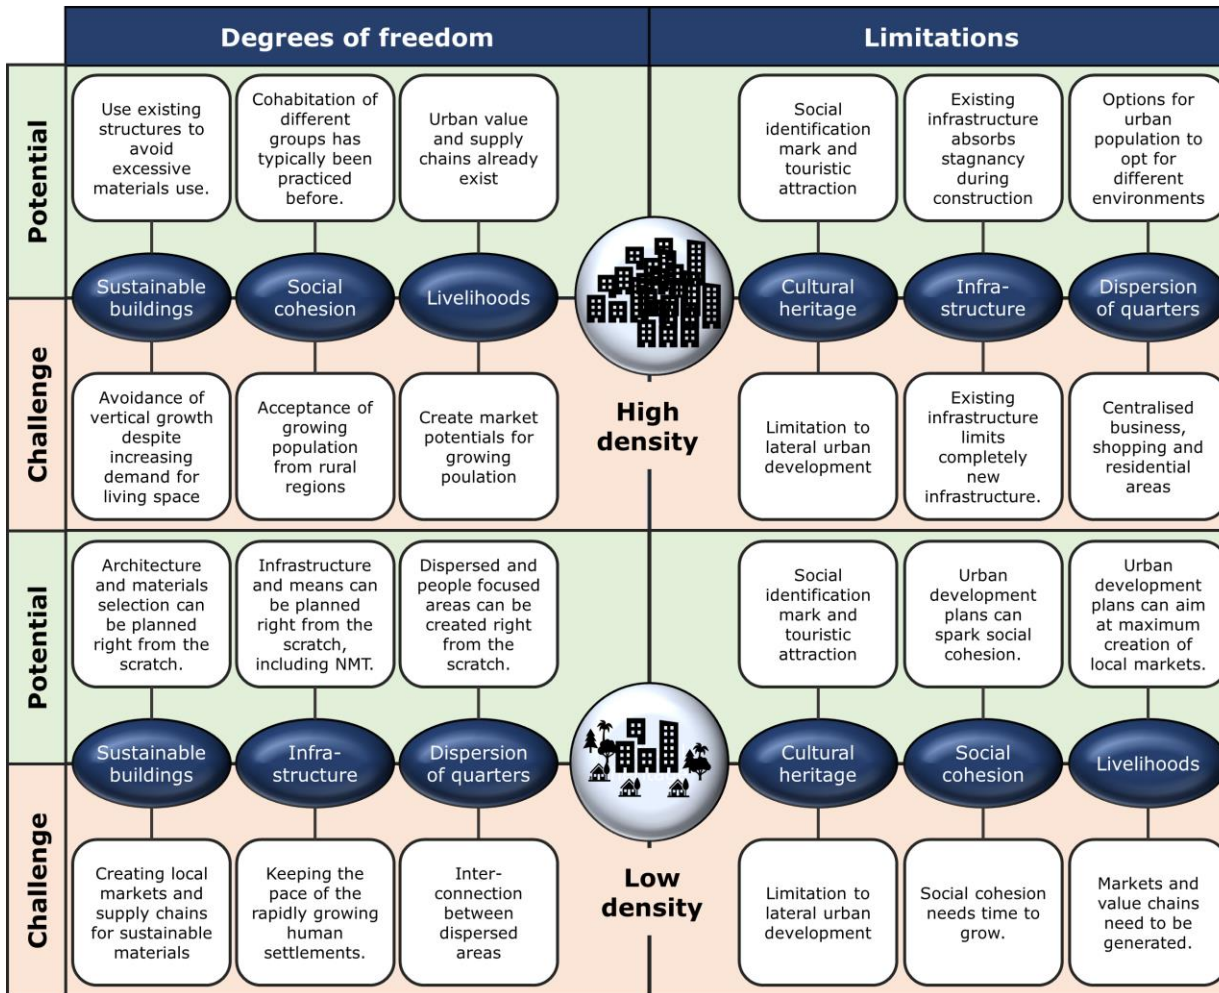 Degrees of freedom
Limitations
Potential
Use existing
structures to
avoid
excessive
materials use.
Cohabitation of
different
groups has
typically been
practiced
before.
Urban value
and supply
chains already
exist
Social
identification
mark and
touristic
attraction
Existing
infrastructure
absorbs
stagnancy
during
construction
Options for
urban
population to
opt for
different
environments
Sustainable
buildings
Social
cohesion
Livelihoods
Cultural
heritage
Infra-
structure
Dispersion
of quarters
Challenge
Avoidance of
vertical growth
despite
increasing
demand for
living space
Acceptance of
growing
population
from rural
regions
Create market
potentials for
growing
poulation
High
density
Limitation to
lateral urban
development
Existing
infrastructure
limits
completely
new
infrastructure.
Centralised
business,
shopping and
residential
areas
Potential
Architecture
and materials
selection can
be planned
right from the
scratch.
Infrastructure
and means can
be planned
right from the
scratch,
including NMT.
Dispersed and
people focused
areas can be
created right
from the
scratch.
Social
identification
mark and
touristic
attraction
Urban
development
plans can
spark social
cohesion.
Urban
development
plans can aim
at maximum
creation of
local markets.
Sustainable
buildings
Infra-
structure
Dispersion
of quarters
Cultural
heritage
Social
cohesion
Livelihoods
Challenge
Creating local
markets and
supply chains
for sustainable
materials
Keeping the
pace of the
rapidly growing
human
settlements.
Inter-
connection
between
dispersed
areas
Low
density
Limitation to
lateral urban
development
Social cohesion
needs time to
grow.
Markets and
value chains
need to be
generated.